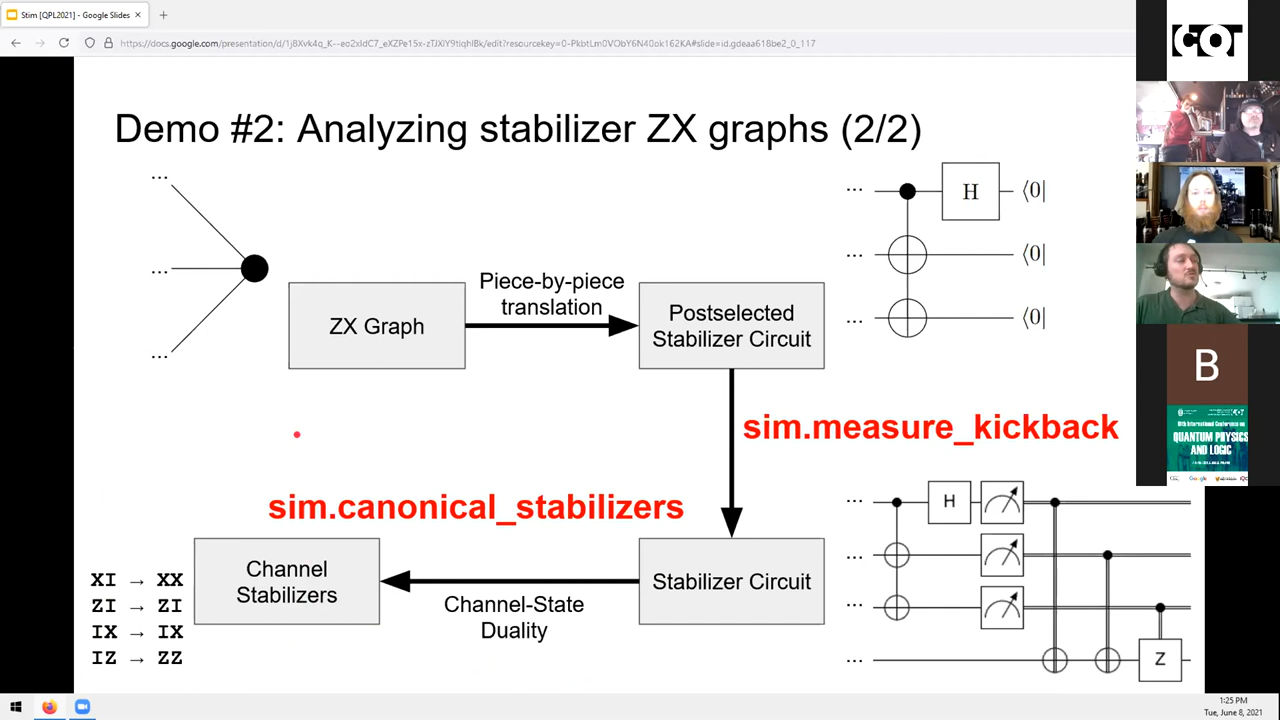 Stim [QPL2021] - Google Slides
Demo #2: Analyzing stabilizer ZX graphs (2/2)
...
...
...
ZX Graph
Piece-by-piece
translation
Postselected
Stabilizer Circuit
... H ⟨0|
... ⟨0|
... ⟨0|
sim.measure_kickback
sim.canonical_stabilizers
Channel
Stabilizers
Channel-State
Duality
Stabilizer Circuit
XI → XX
ZI → ZI
IX → IX
IZ → ZZ
... H
...
...
... Z
CQT
B
QUANTUM PHYSICS
AND LOGIC
1:25 PM
Tue, June 8, 2021